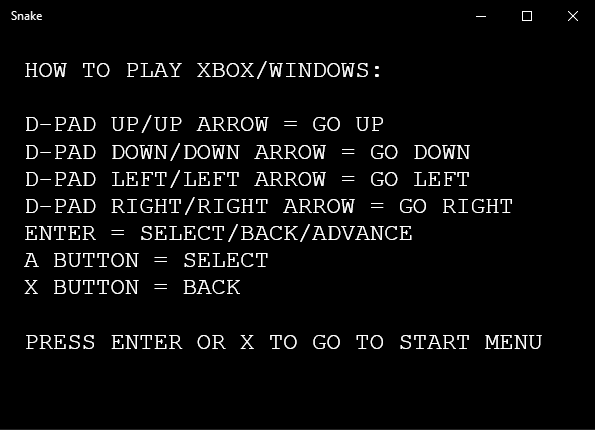 Snake
HOW TO PLAY XBOX/WINDOWS:
D-PAD UP/UP ARROW = GO UP
D-PAD DOWN/DOWN ARROW = GO DOWN
D-PAD LEFT/LEFT ARROW = GO LEFT
D-PAD RIGHT/RIGHT ARROW = GO RIGHT
ENTER = SELECT/BACK/ADVANCE
A BUTTON = SELECT
X BUTTON = BACK
PRESS ENTER OR X TO GO TO START MENU